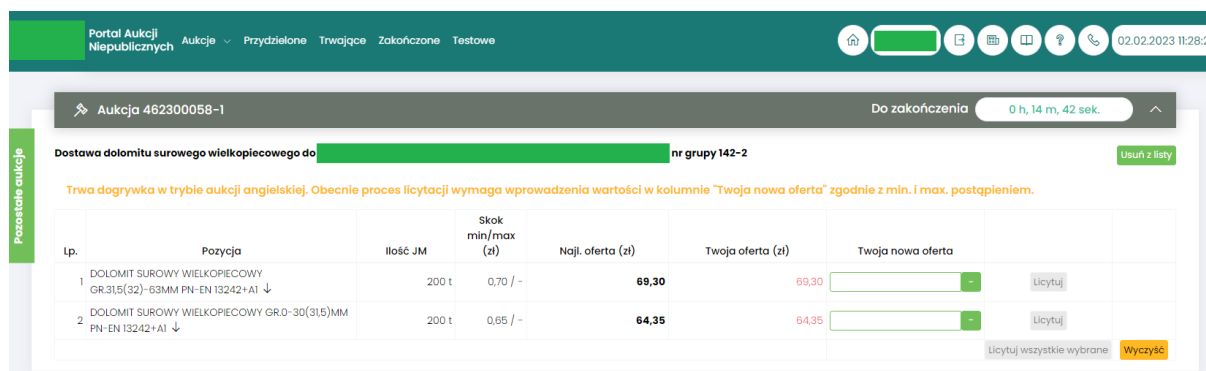 Portal Aukcji
Niepublicznych
Aukcje Przydzielone Trwające Zakończone Testowe
02.02.2023 11:28:2
Aukcja 462300058-1 Do zakończenia 0 h, 14 m, 42 sek.
Pozostałe aukcje
Dostawa dolomitu surowego wielkopiecowego do nr grupy 142-2 Usuń z listy
Trwa dogrywka w trybie aukcji angielskiej. Obecnie proces licytacji wymaga wprowadzenia wartości w kolumnie "Twoja nowa oferta" zgodnie z min. i max. postąpieniem.
Lp. Pozycja Ilość JM Skok min/max (zł) Najl. oferta (zł) Twoja oferta (zł) Twoja nowa oferta
1 DOLOMIT SUROWY WIELKOPIECOWY
GR.31,5(32)-63MM PN-EN 13242+A1 ↓ 200 t 0,70 / - 69,30 69,30 - Licytuj
2 DOLOMIT SUROWY WIELKOPIECOWY GR.0-30(31,5)MM
PN-EN 13242+A1 ↓ 200 t 0,65 / - 64,35 64,35 - Licytuj
Licytuj wszystkie wybrane Wyczyść